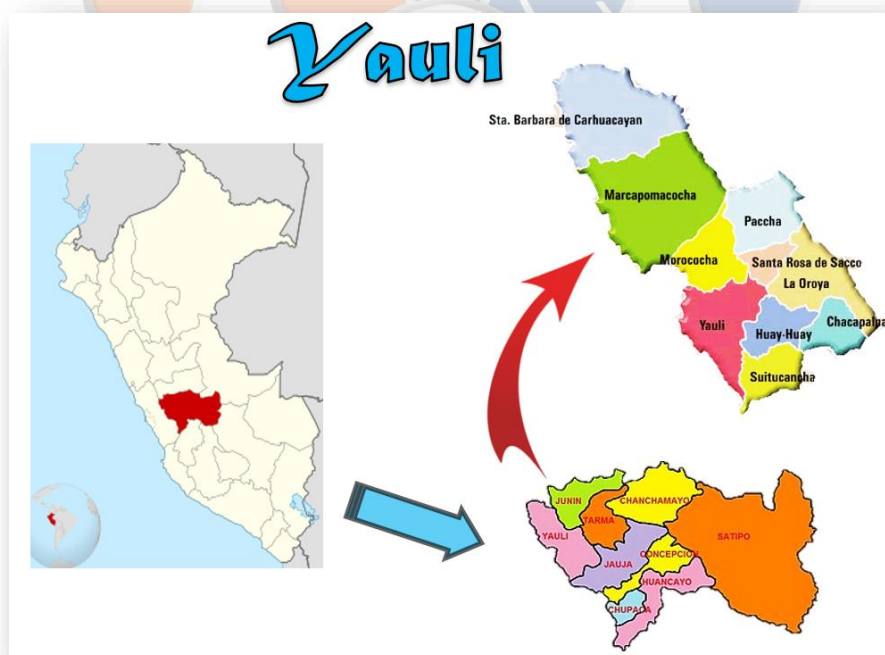 Yauli
Sta. Barbara de Carhuacayan
Marcapomacocha
Paccha
Morococha
Santa Rosa de Sacco
La Oroya
Yauli
Huay-Huay
Chacapalpa
Suitucancha
JUNIN
CHANCHAMAYO
TARMA
YAULI
SATIPO
CONCEPCION
JAUJA
HUANCAYO
CHUPACA